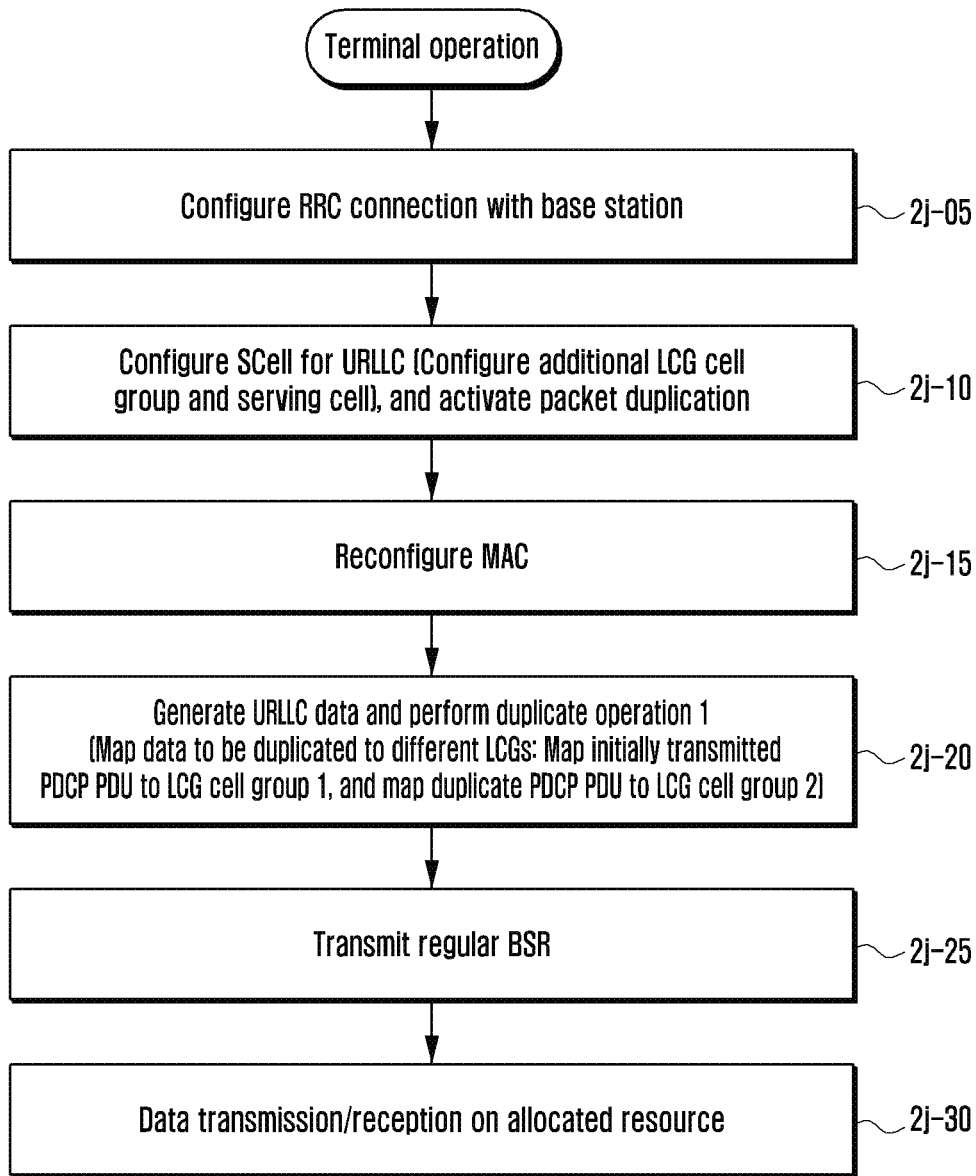 Terminal operation
Configure RRC connection with base station
2j-05
Configure SCell for URLLC (Configure additional LCG cell
group and serving cell), and activate packet duplication
2j-10
Reconfigure MAC
2j-15
Generate URLLC data and perform duplicate operation 1
(Map data to be duplicated to different LCGs: Map initially transmitted
PDCP PDU to LCG cell group 1, and map duplicate PDCP PDU to LCG cell group 2)
2j-20
Transmit regular BSR
2j-25
Data transmission/reception on allocated resource
2j-30